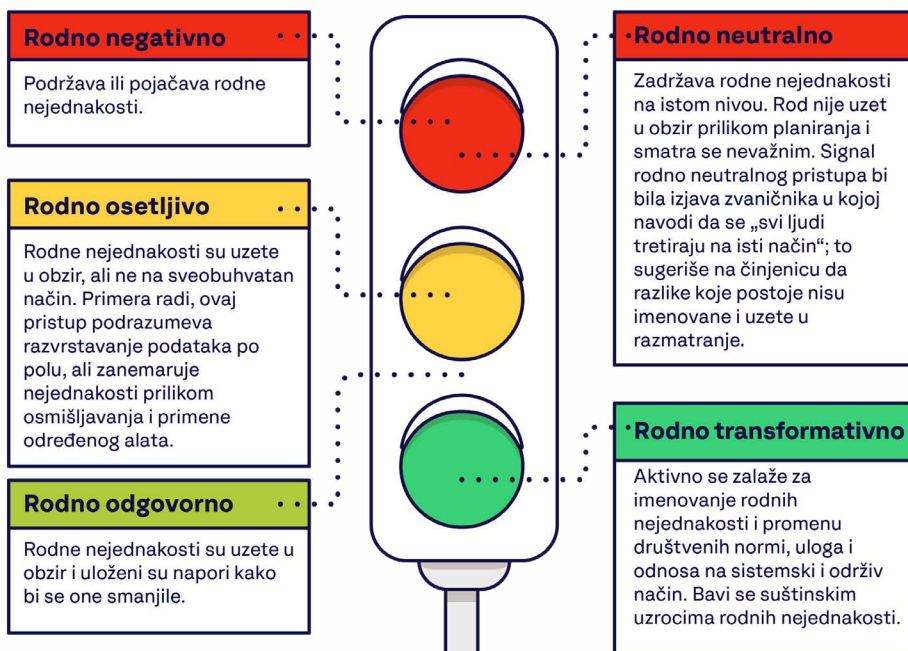 Rodno negativno
Podržava ili pojačava rodne
nejednakosti.
Rodno neutralno
Zadržava rodne nejednakosti
na istom nivou. Rod nije uzet
u obzir prilikom planiranja i
smatra se nevažnim. Signal
rodno neutralnog pristupa bi
bila izjava zvaničnika u kojoj
navodi da se „svi ljudi
tretiraju na isti način“; to
sugeriše na činjenicu da
razlike koje postoje nisu
imenovane i uzete u
razmatranje.
Rodno osetljivo
Rodne nejednakosti su uzete
u obzir, ali ne na sveobuhvatan
način. Primera radi, ovaj
pristup podrazumeva
razvrstavanje podataka po
polu, ali zanemaruje
nejednakosti prilikom
osmišljavanja i primene
određenog alata.
Rodno odgovorno
Rodne nejednakosti su uzete u
obzir i uloženi su napori kako
bi se one smanjile.
Rodno transformativno
Aktivno se zalaže za
imenovanje rodnih
nejednakosti i promenu
društvenih normi, uloga i
odnosa na sistemski i održiv
način. Bavi se suštinskim
uzrocima rodnih nejednakosti.